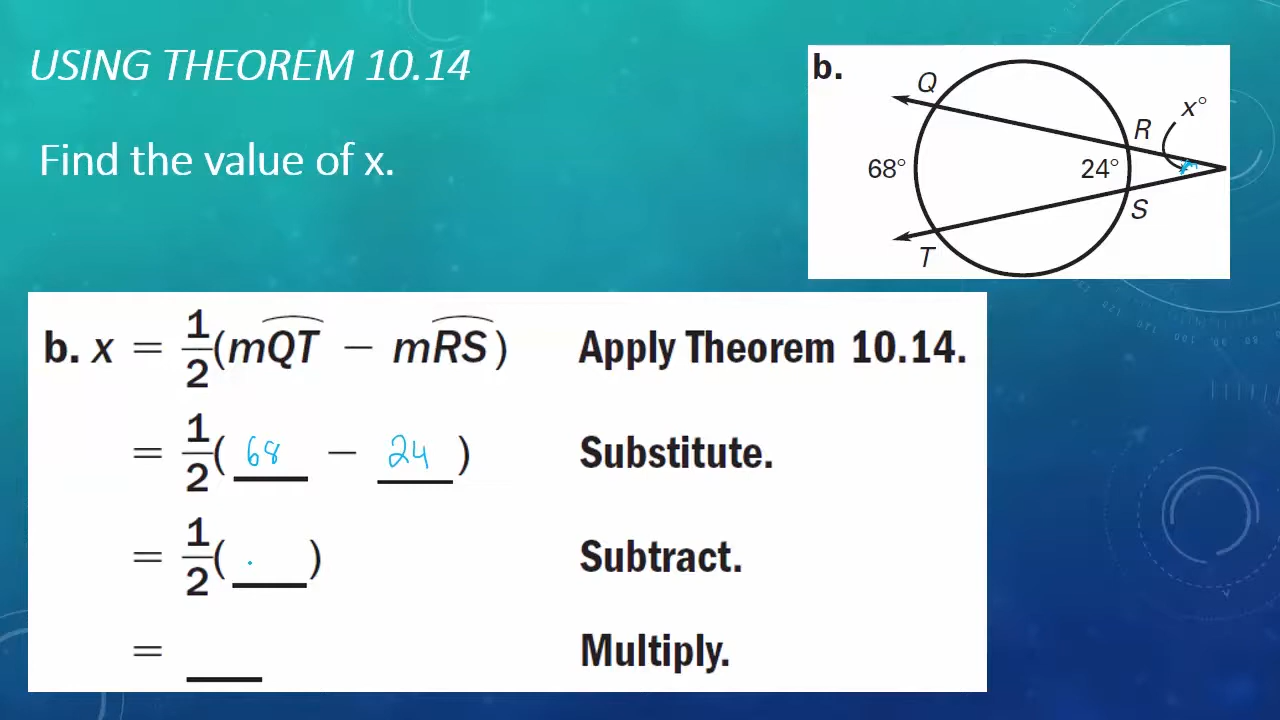 USING THEOREM 10.14
Find the value of x.
b.
Q
R
x°
68°
24°
S
T
b. x = 1/2(mQT − mRS) Apply Theorem 10.14.
= 1/2(68 − 24) Substitute.
= 1/2(. ) Subtract.
= ___ Multiply.